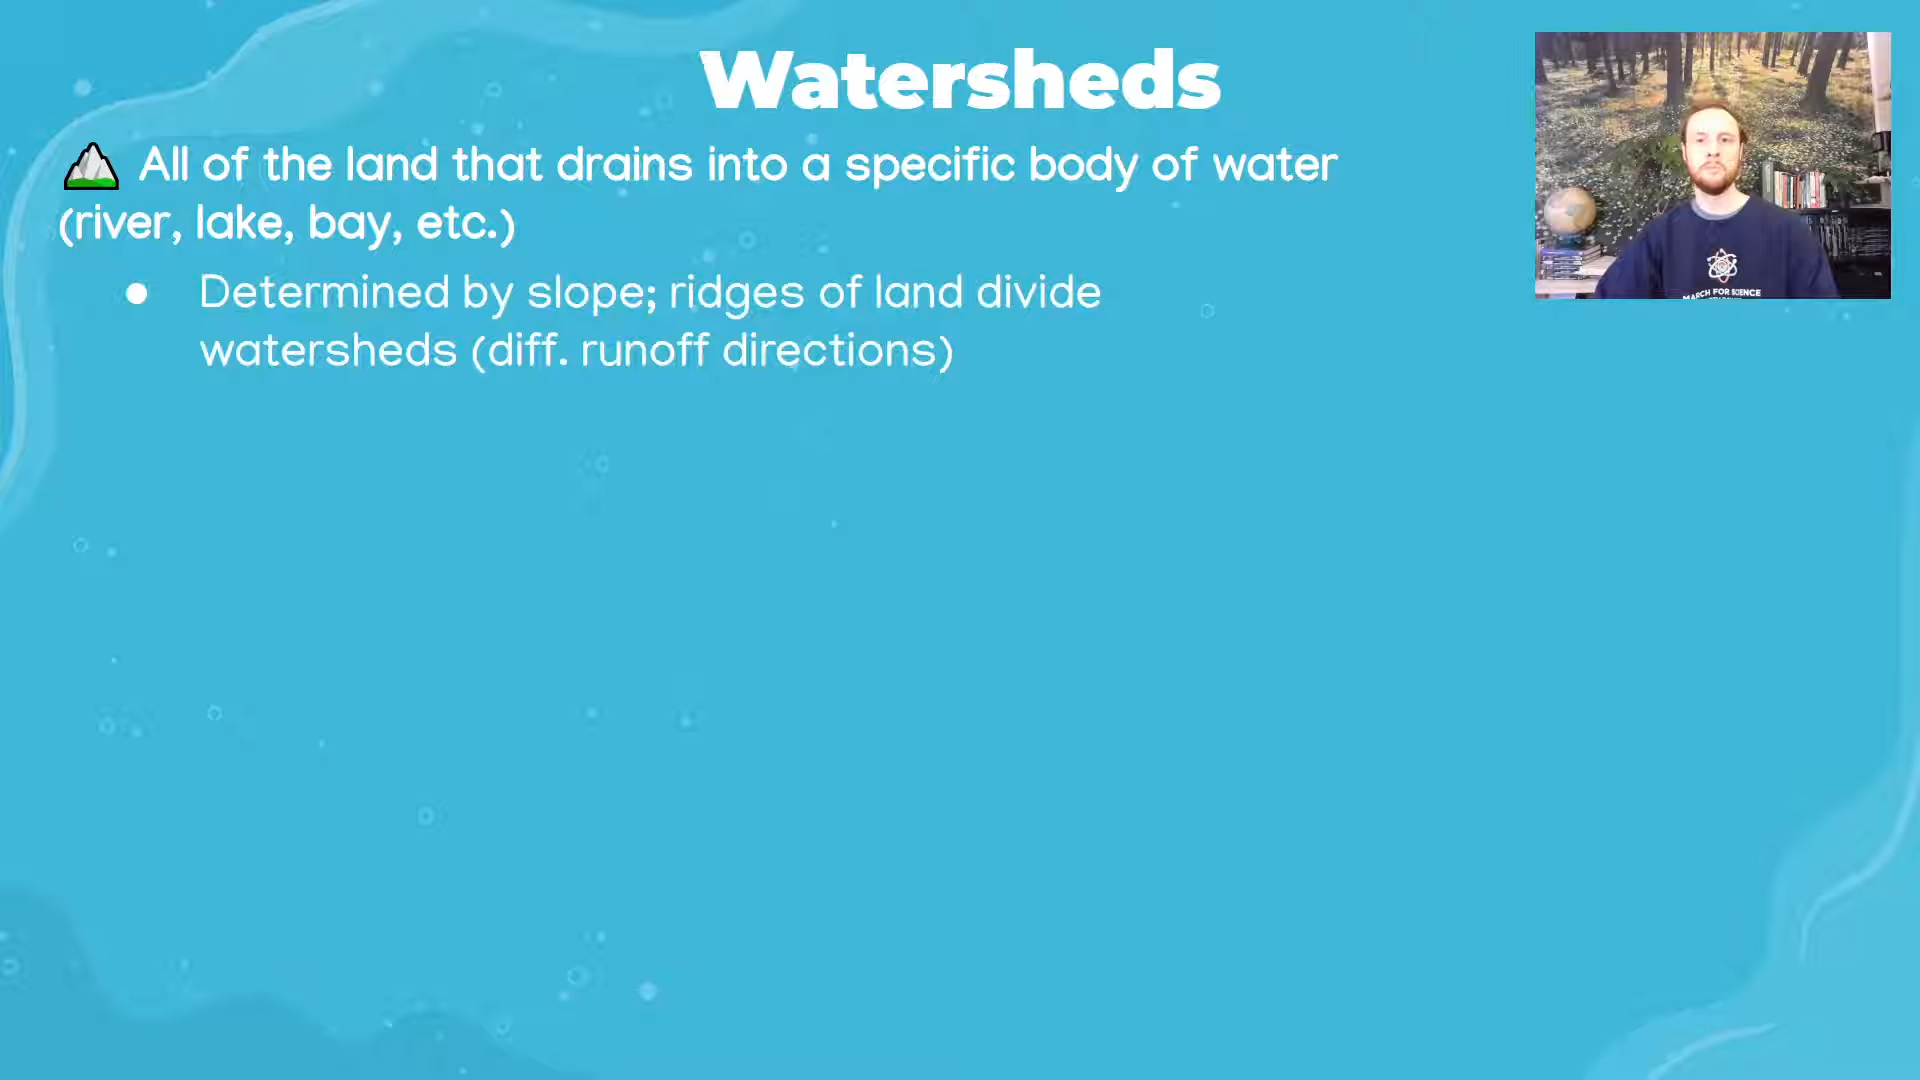 Watersheds
All of the land that drains into a specific body of water
(river, lake, bay, etc.)
● Determined by slope; ridges of land divide
watersheds (diff. runoff directions)
MARCH FOR SCIENCE